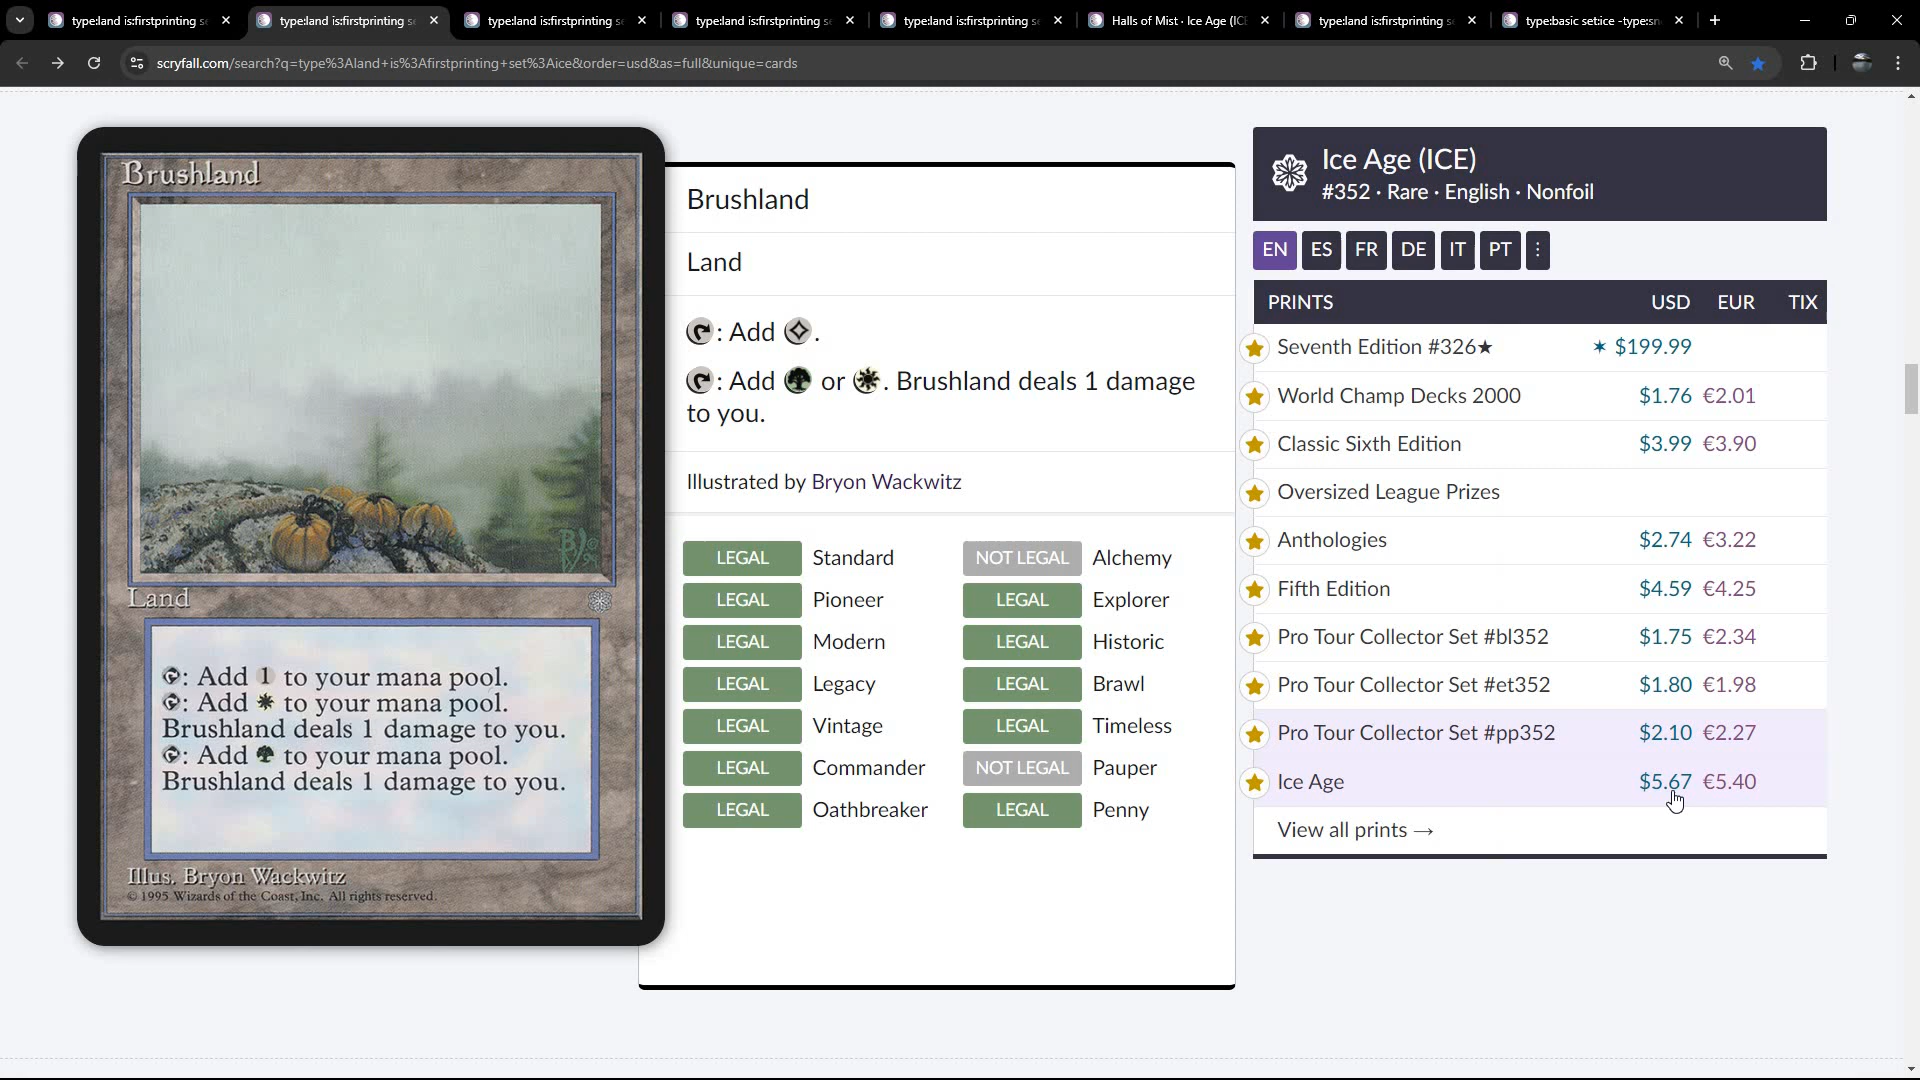 type:land is:firstprinting s
type:land is:firstprinting s
type:land is:firstprinting s
type:land is:firstprinting s
type:land is:firstprinting s
Halls of Mist · Ice Age (IC
type:land is:firstprinting s
type:basic set:ice -type:sn
scryfall.com/search?q=type%3Aland+is%3Afirstprinting+set%3Aice&order=usd&as=full&unique=cards
Brushland
Land
: Add 1 to your mana pool.
: Add to your mana pool.
Brushland deals 1 damage to you.
: Add to your mana pool.
Brushland deals 1 damage to you.
Illus. Bryon Wackwitz
© 1995 Wizards of the Coast, Inc. All rights reserved.
Brushland
Land
: Add .
: Add or . Brushland deals 1 damage
to you.
Illustrated by Bryon Wackwitz
LEGAL Standard NOT LEGAL Alchemy
LEGAL Pioneer LEGAL Explorer
LEGAL Modern LEGAL Historic
LEGAL Legacy LEGAL Brawl
LEGAL Vintage LEGAL Timeless
LEGAL Commander NOT LEGAL Pauper
LEGAL Oathbreaker LEGAL Penny
Ice Age (ICE)
#352 · Rare · English · Nonfoil
EN ES FR DE IT PT
PRINTS USD EUR TIX
Seventh Edition #326★ ✶ $199.99
World Champ Decks 2000 $1.76 €2.01
Classic Sixth Edition $3.99 €3.90
Oversized League Prizes
Anthologies $2.74 €3.22
Fifth Edition $4.59 €4.25
Pro Tour Collector Set #bl352 $1.75 €2.34
Pro Tour Collector Set #et352 $1.80 €1.98
Pro Tour Collector Set #pp352 $2.10 €2.27
Ice Age $5.67 €5.40
View all prints →